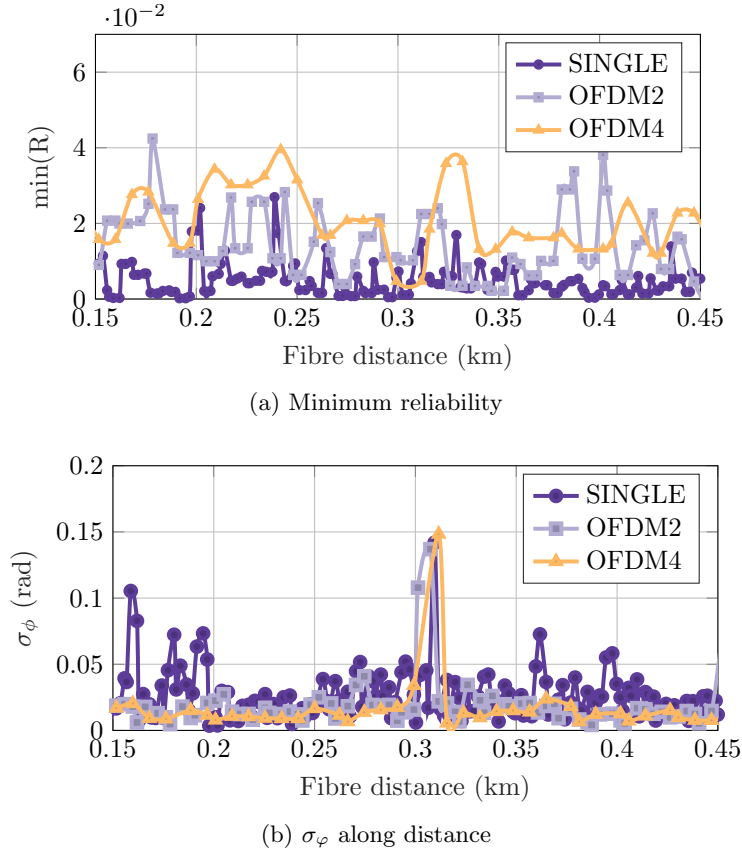 ·10⁻²
6
4
2
0
min(R)
SINGLE
OFDM2
OFDM4
0.15 0.2 0.25 0.3 0.35 0.4 0.45
Fibre distance (km)
(a) Minimum reliability
0.2
0.15
0.1
0.05
0
σ_ϕ (rad)
SINGLE
OFDM2
OFDM4
0.15 0.2 0.25 0.3 0.35 0.4 0.45
Fibre distance (km)
(b) σ_φ along distance